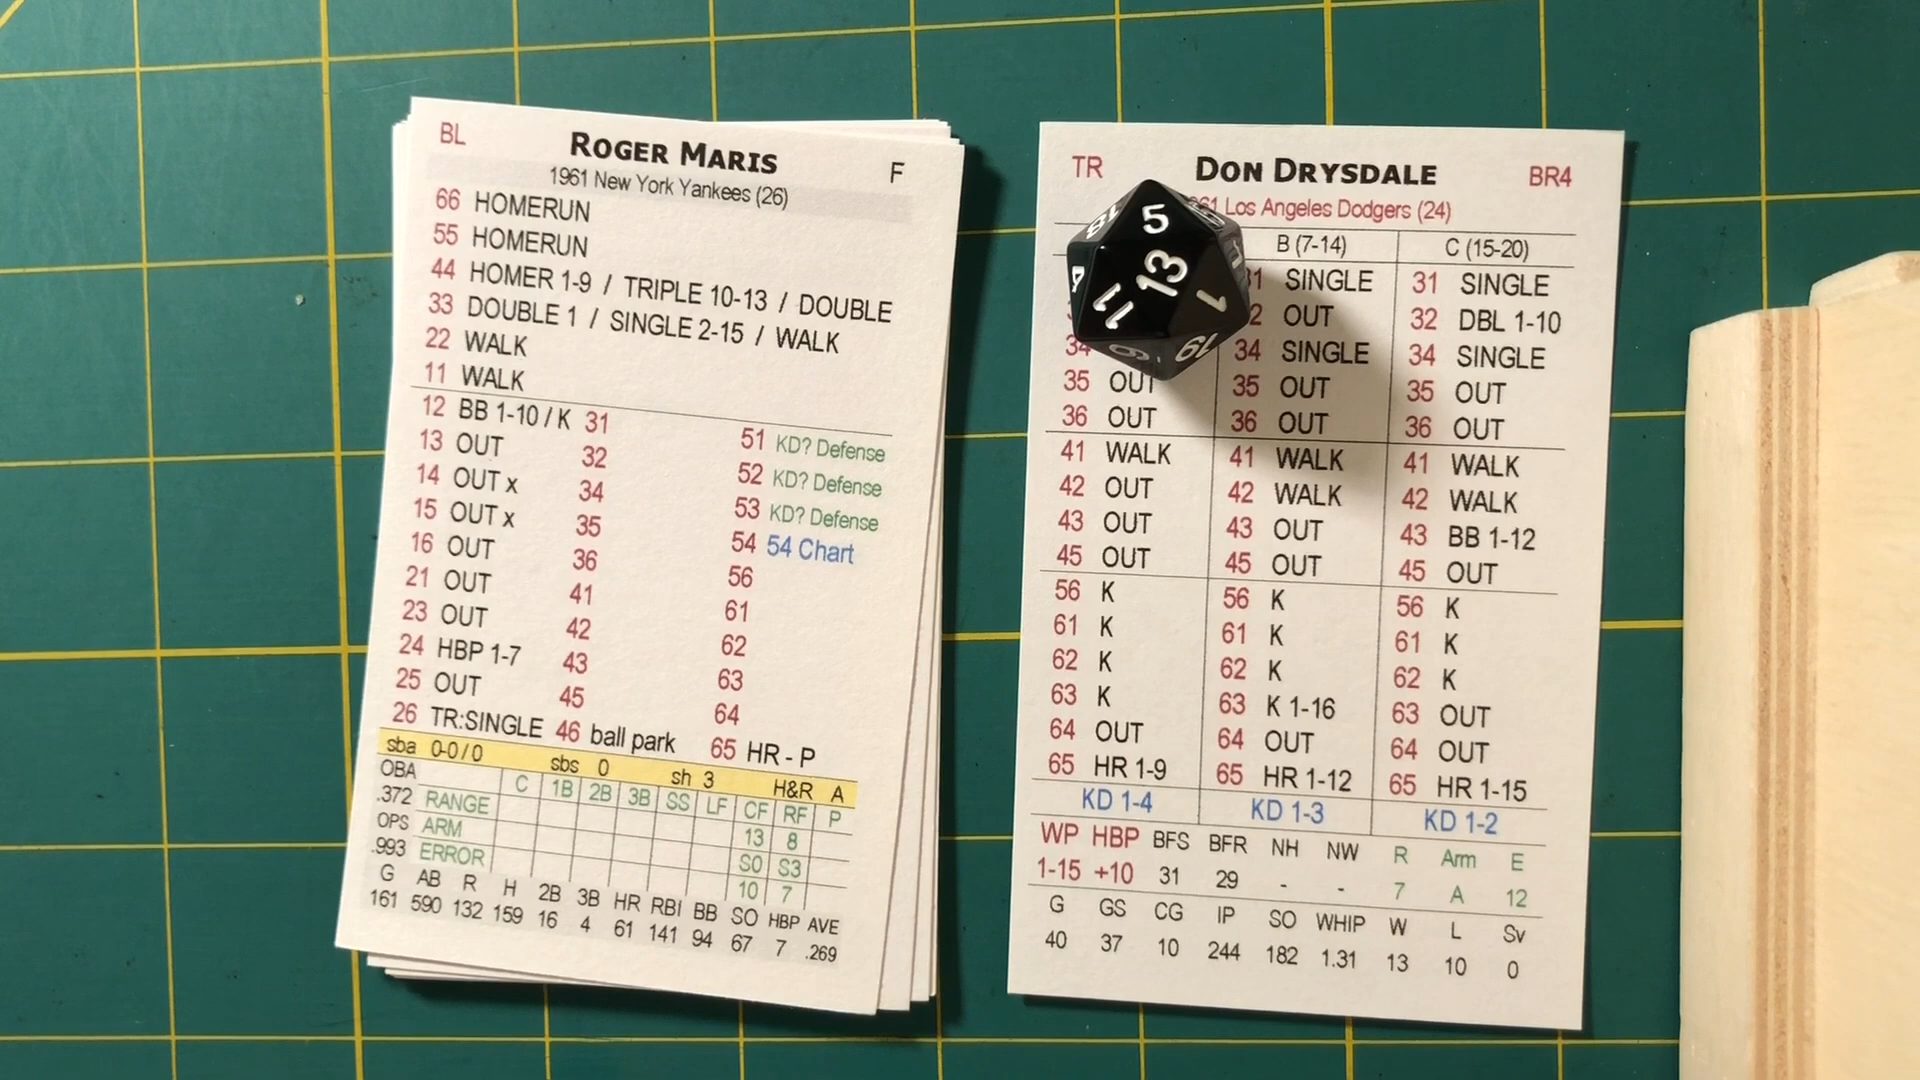 BL
ROGER MARIS
F
1961 New York Yankees (26)
66 HOMERUN
55 HOMERUN
44 HOMER 1-9 / TRIPLE 10-13 / DOUBLE
33 DOUBLE 1 / SINGLE 2-15 / WALK
22 WALK
11 WALK
12 BB 1-10 / K 31 51 KD? Defense
13 OUT 32 52 KD? Defense
14 OUT x 34 53 KD? Defense
15 OUT x 35 54 54 Chart
16 OUT 36 56
21 OUT 41 61
23 OUT 42 62
24 HBP 1-7 43 63
25 OUT 45 64
26 TR:SINGLE 46 ball park 65 HR - P
sba 0-0 / 0 sbs 0 sh 3 H&R A
OBA C 1B 2B 3B SS LF CF RF P
.372 RANGE 13 8
OPS ARM S0 S3
.993 ERROR 10 7
G AB R H 2B 3B HR RBI BB SO HBP AVE
161 590 132 159 16 4 61 141 94 67 7 .269
TR
DON DRYSDALE
BR4
Los Angeles Dodgers (24)
B (7-14) C (15-20)
SINGLE 31 SINGLE
OUT 32 DBL 1-10
34 34 SINGLE 34 SINGLE
35 OUT 35 OUT 35 OUT
36 OUT 36 OUT 36 OUT
41 WALK 41 WALK 41 WALK
42 OUT 42 WALK 42 WALK
43 OUT 43 OUT 43 BB 1-12
45 OUT 45 OUT 45 OUT
56 K 56 K 56 K
61 K 61 K 61 K
62 K 62 K 62 K
63 K 63 K 1-16 63 OUT
64 OUT 64 OUT 64 OUT
65 HR 1-9 65 HR 1-12 65 HR 1-15
KD 1-4 KD 1-3 KD 1-2
WP HBP BFS BFR NH NW R Arm E
1-15 +10 31 29 - - 7 A 12
G GS CG IP SO WHIP W L Sv
40 37 10 244 182 1.31 13 10 0
5
13
11
1
19
4